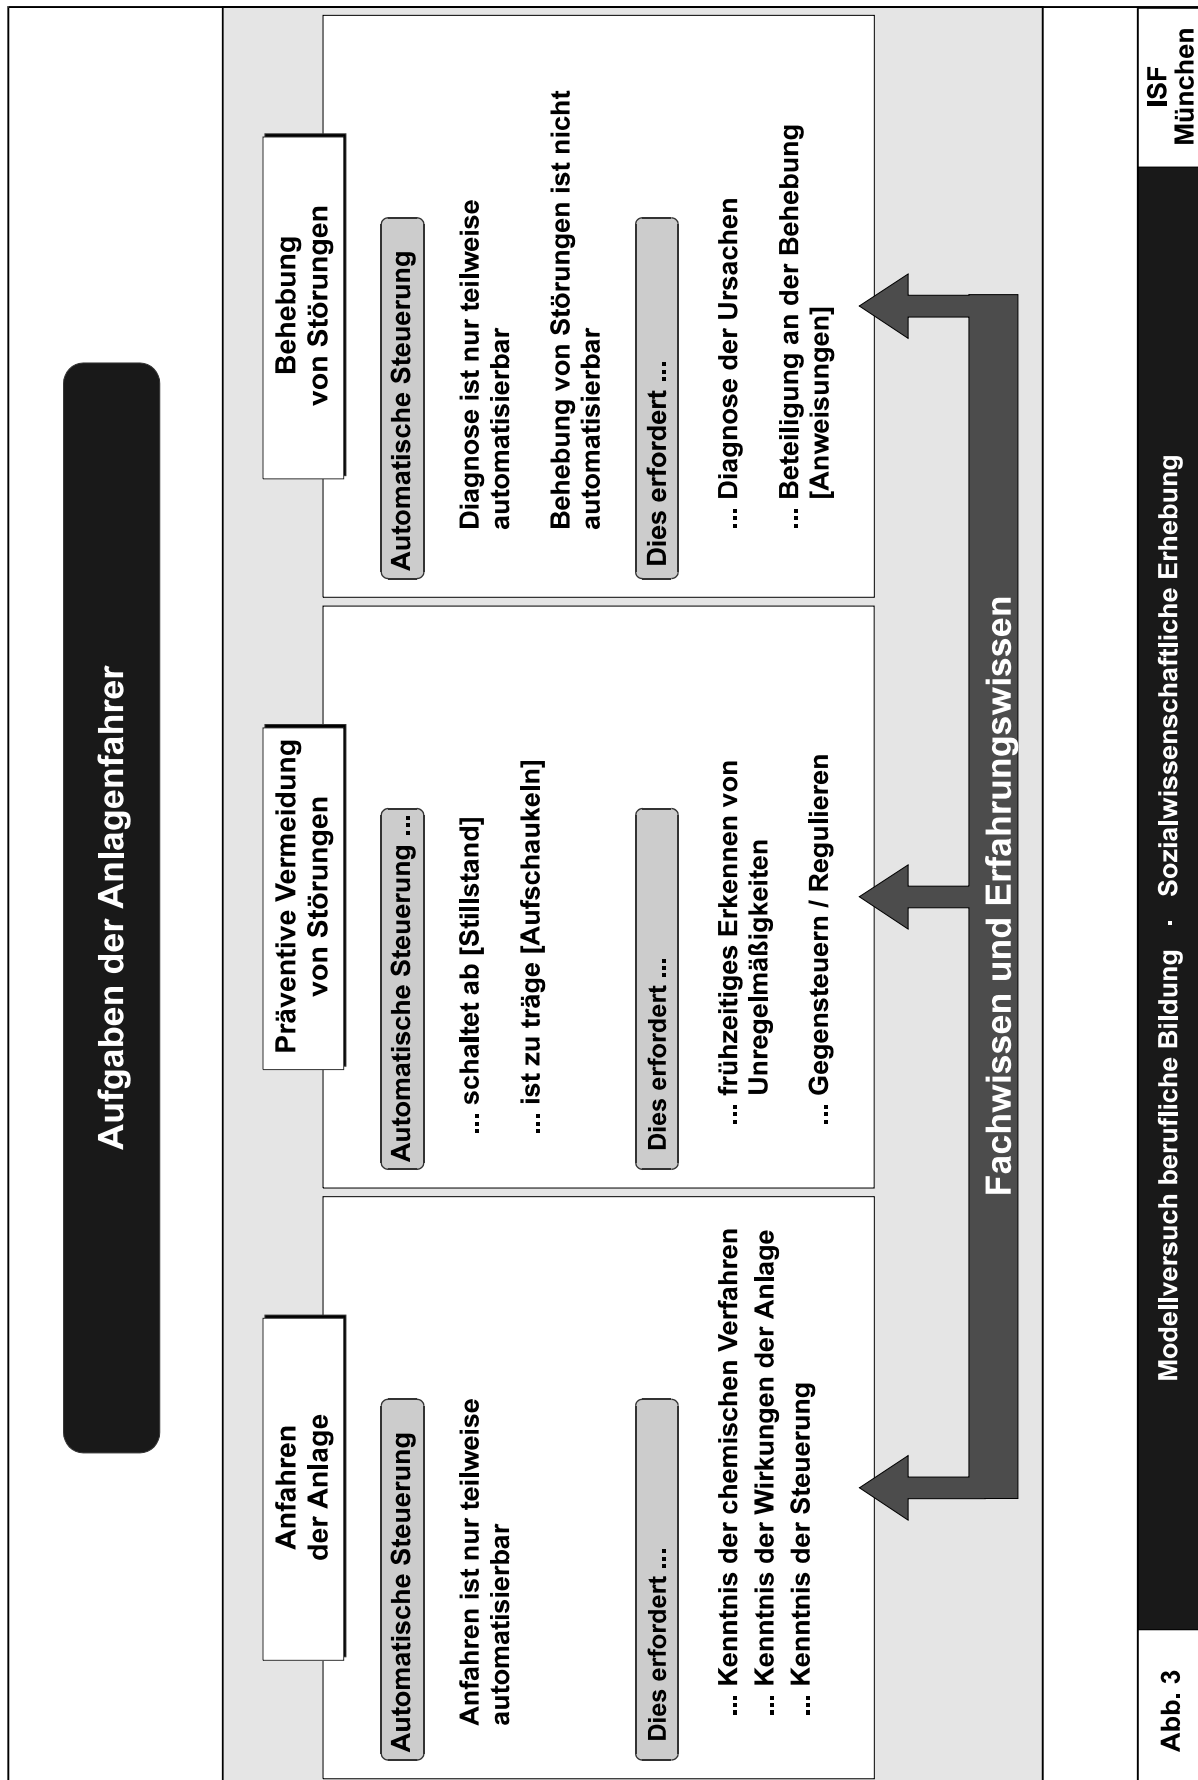 Aufgaben der Anlagenfahrer
Anfahren
der Anlage
Automatische Steuerung
Anfahren ist nur teilweise
automatisierbar
Dies erfordert ...
... Kenntnis der chemischen Verfahren
... Kenntnis der Wirkungen der Anlage
... Kenntnis der Steuerung
Präventive Vermeidung
von Störungen
Automatische Steuerung ...
... schaltet ab [Stillstand]
... ist zu träge [Aufschaukeln]
Dies erfordert ...
... frühzeitiges Erkennen von
Unregelmäßigkeiten
... Gegensteuern / Regulieren
Behebung
von Störungen
Automatische Steuerung
Diagnose ist nur teilweise
automatisierbar
Behebung von Störungen ist nicht
automatisierbar
Dies erfordert ...
... Diagnose der Ursachen
... Beteiligung an der Behebung
[Anweisungen]
Fachwissen und Erfahrungswissen
Abb. 3
Modellversuch berufliche Bildung · Sozialwissenschaftliche Erhebung
ISF
München